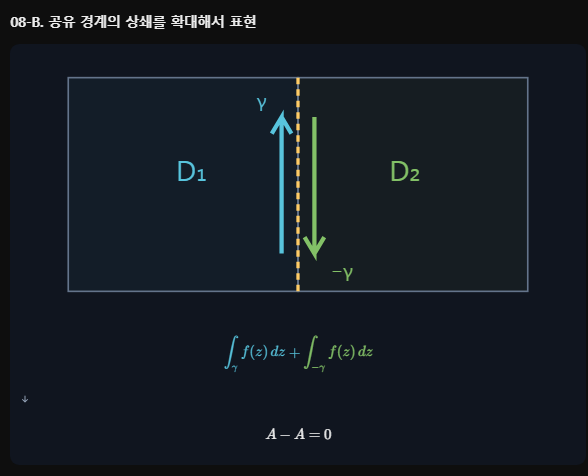 08-B. 공유 경계의 상쇄를 확대해서 표현
γ
D₁
D₂
−γ
∫_γ f(z) dz + ∫_{−γ} f(z) dz
↓
A − A = 0